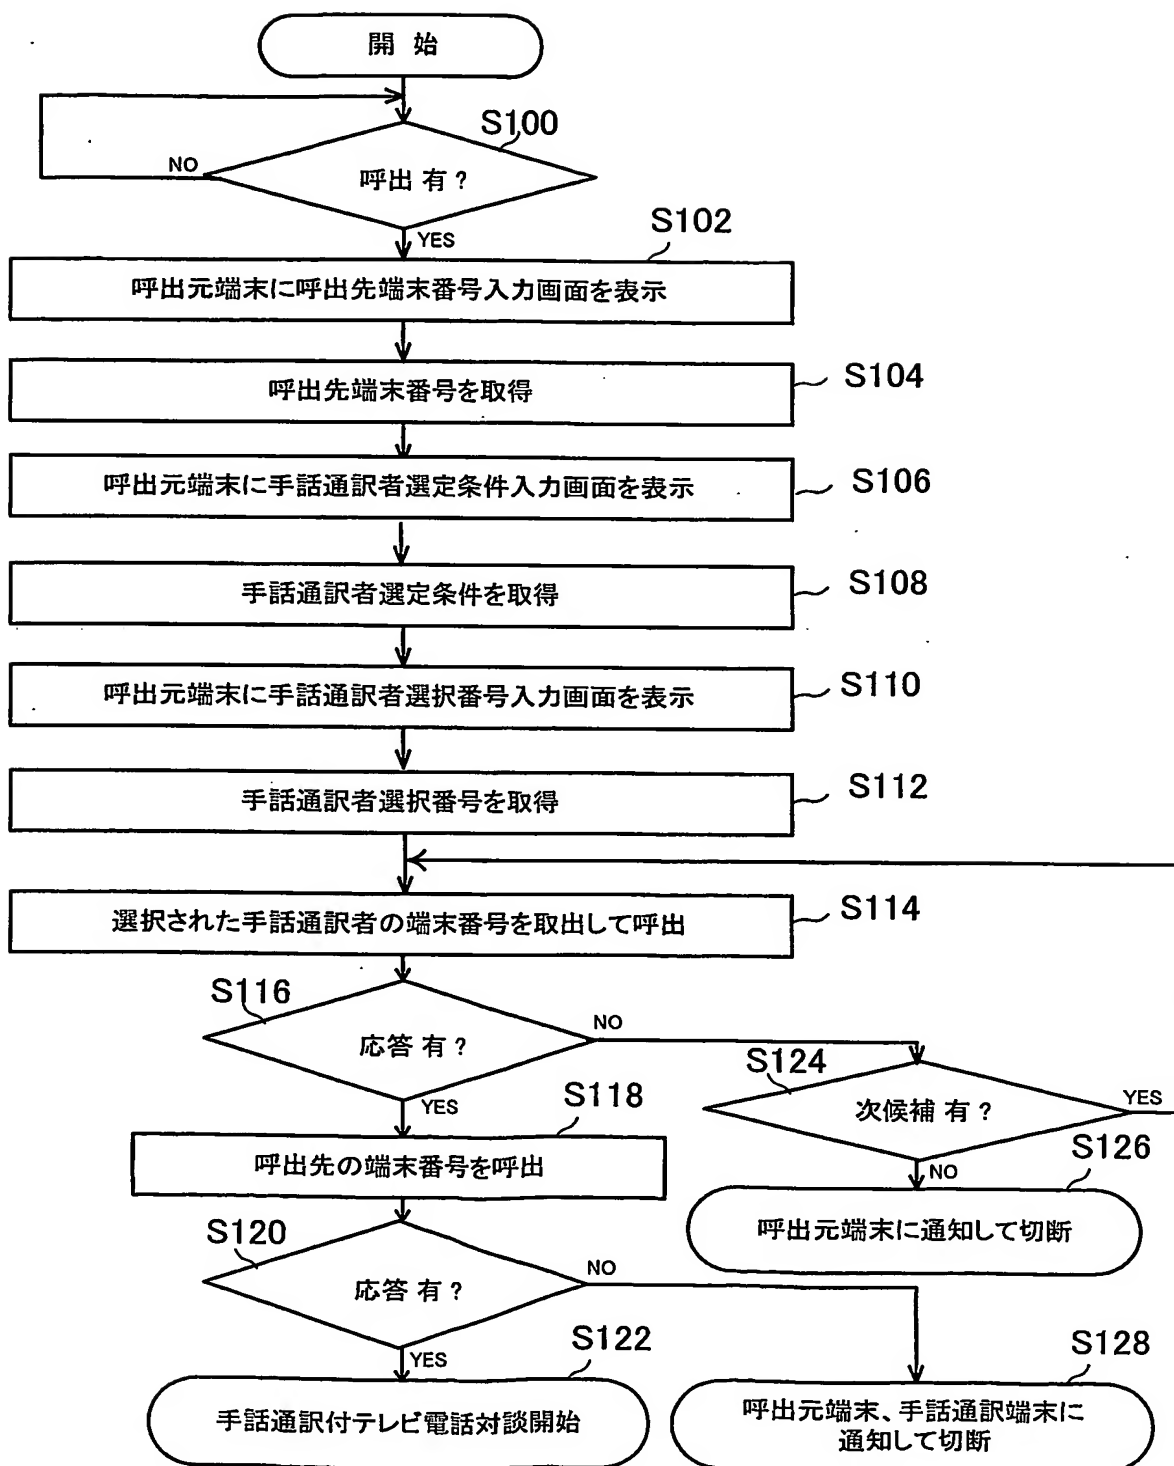 開 始
S100
NO
呼出 有?
YES
S102
呼出元端末に呼出先端末番号入力画面を表示
呼出先端末番号を取得
S104
呼出元端末に手話通訳者選定条件入力画面を表示
S106
手話通訳者選定条件を取得
S108
呼出元端末に手話通訳者選択番号入力画面を表示
S110
手話通訳者選択番号を取得
S112
選択された手話通訳者の端末番号を取出して呼出
S114
S116
応答 有?
NO
YES
S124
次候補 有?
YES
NO
S118
呼出先の端末番号を呼出
S126
呼出元端末に通知して切断
S120
応答 有?
NO
YES
S122
手話通訳付テレビ電話対談開始
S128
呼出元端末、手話通訳端末に
通知して切断